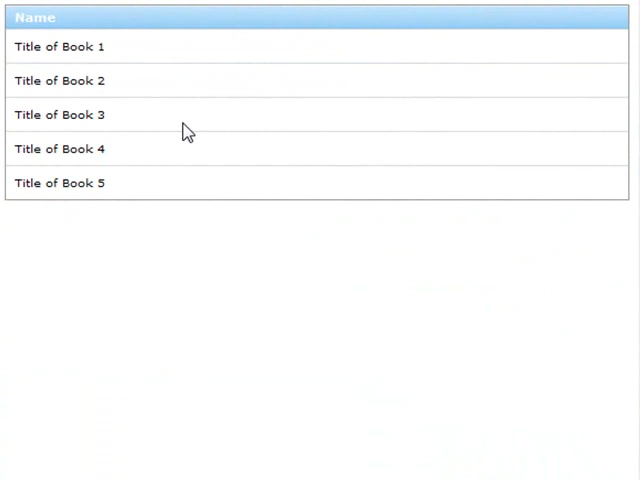 Name
Title of Book 1
Title of Book 2
Title of Book 3
Title of Book 4
Title of Book 5